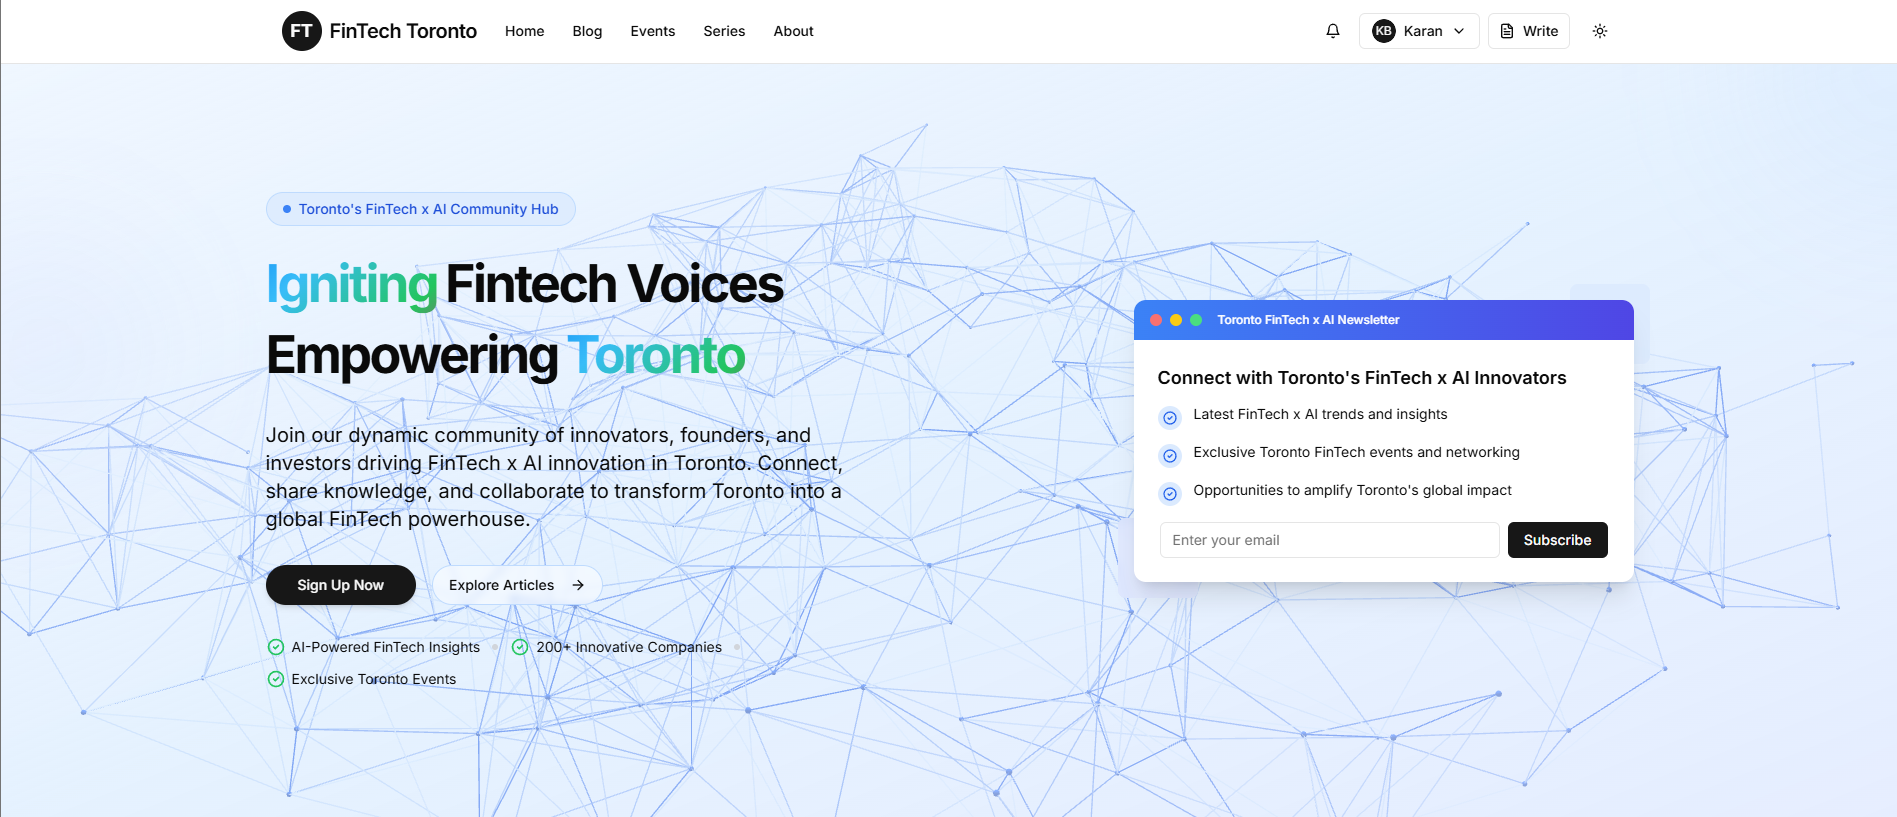 FT FinTech Toronto Home Blog Events Series About KB Karan Write
Toronto's FinTech x AI Community Hub
Igniting Fintech Voices
Empowering Toronto
Join our dynamic community of innovators, founders, and
investors driving FinTech x AI innovation in Toronto. Connect,
share knowledge, and collaborate to transform Toronto into a
global FinTech powerhouse.
Sign Up Now Explore Articles
AI-Powered FinTech Insights 200+ Innovative Companies
Exclusive Toronto Events
Toronto FinTech x AI Newsletter
Connect with Toronto's FinTech x AI Innovators
Latest FinTech x AI trends and insights
Exclusive Toronto FinTech events and networking
Opportunities to amplify Toronto's global impact
Enter your email Subscribe